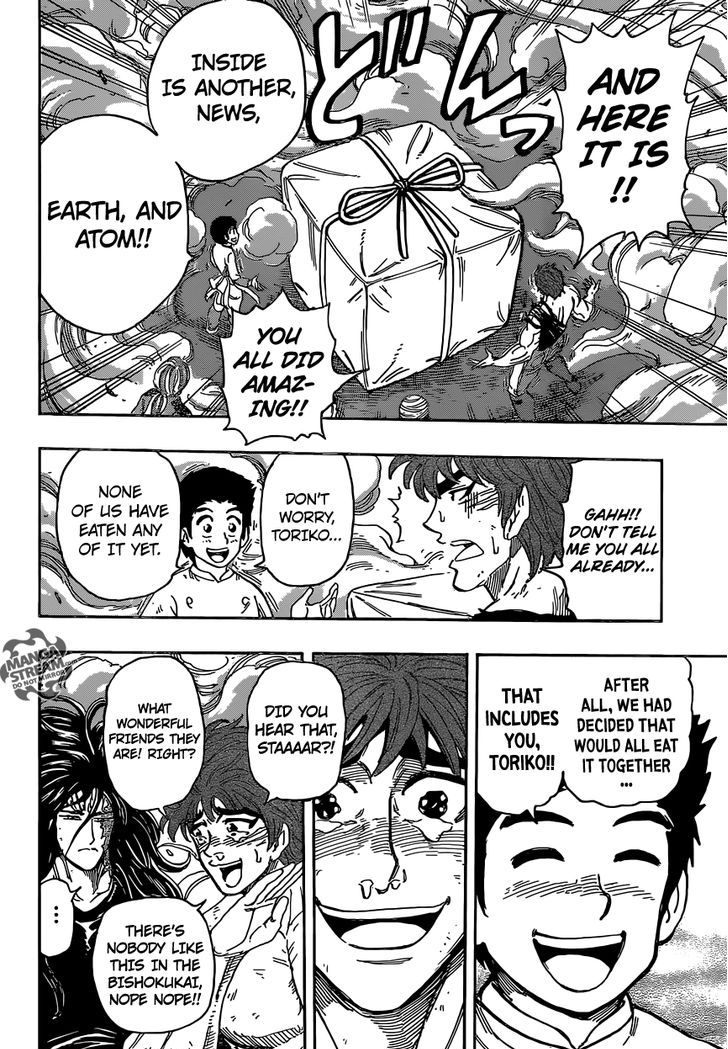 AND
HERE
IT IS
!!
どんっ
INSIDE
IS ANOTHER,
NEWS,
EARTH, AND
ATOM!!
YOU
ALL DID
AMAZ-
ING!!
GAHH!!
DON'T TELL
ME YOU ALL
ALREADY...
DON'T
WORRY,
TORIKO...
NONE
OF US HAVE
EATEN ANY
OF IT YET.
AFTER
ALL, WE HAD
DECIDED THAT
WOULD ALL EAT
IT TOGETHER
...
THAT
INCLUDES
YOU,
TORIKO!!
DID YOU
HEAR THAT,
STAAAAR?!
WHAT
WONDERFUL
FRIENDS THEY
ARE! RIGHT?
THERE'S
NOBODY LIKE
THIS IN THE
BISHOKUKAI,
NOPE NOPE!!
...
MANGA
STREAM
DO NOT MIRROR